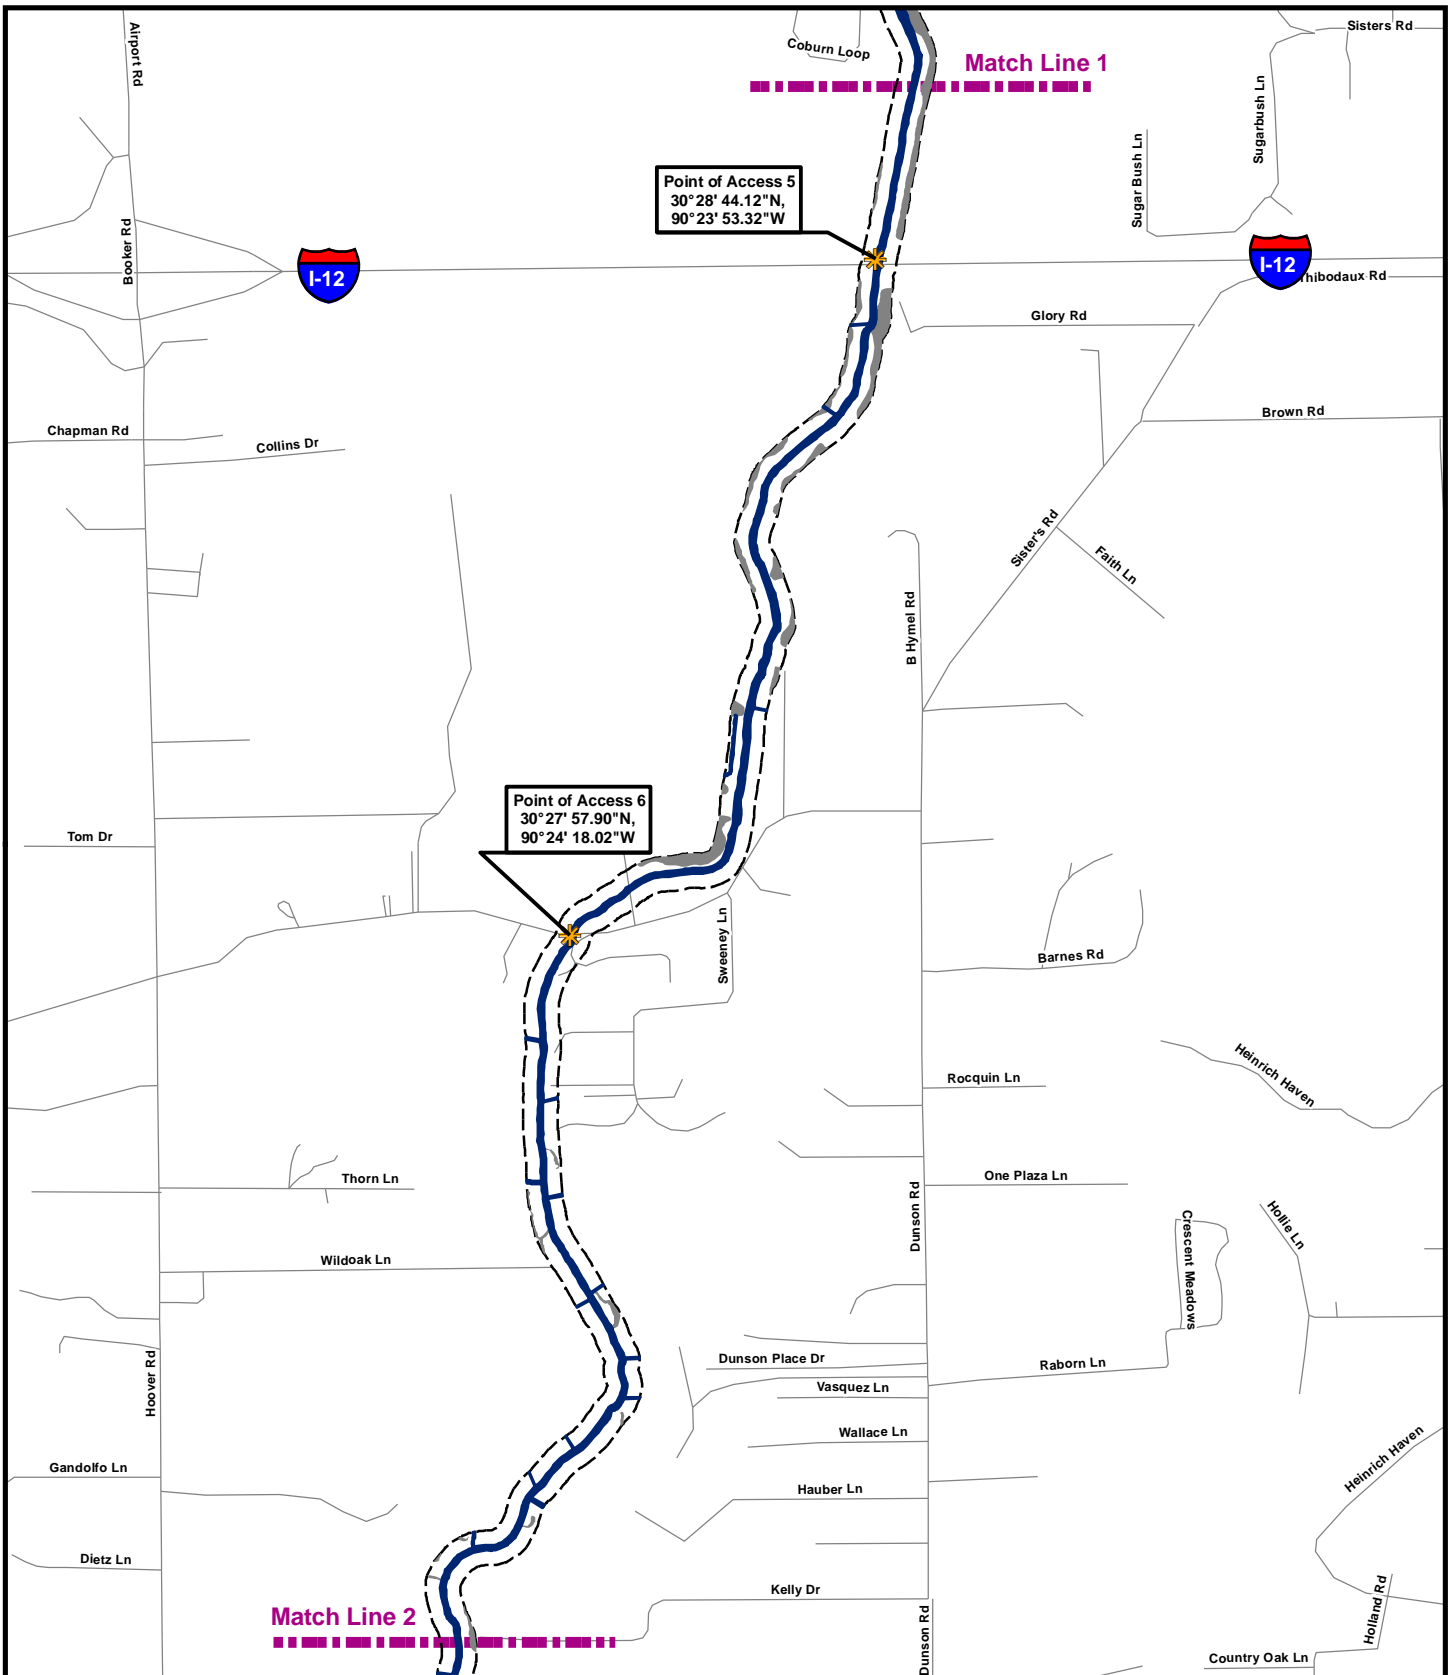 Sisters Rd
Airport Rd
Coburn Loop
Match Line 1
Sugarbush Ln
Sugar Bush Ln
Point of Access 5
30°28' 44.12"N,
90°23' 53.32"W
Booker Rd
I-12
I-12
Thibodaux Rd
Glory Rd
Brown Rd
Chapman Rd
Collins Dr
Sister's Rd
Faith Ln
B Hymel Rd
Point of Access 6
30°27' 57.90"N,
90°24' 18.02"W
Tom Dr
Sweeney Ln
Barnes Rd
Heinrich Haven
Rocquin Ln
Thorn Ln
One Plaza Ln
Dunson Rd
Crescent Meadows
Hollie Ln
Wildoak Ln
Hoover Rd
Dunson Place Dr
Raborn Ln
Vasquez Ln
Wallace Ln
Heinrich Haven
Gandolfo Ln
Hauber Ln
Dietz Ln
Kelly Dr
Holland Rd
Match Line 2
Dunson Rd
Country Oak Ln